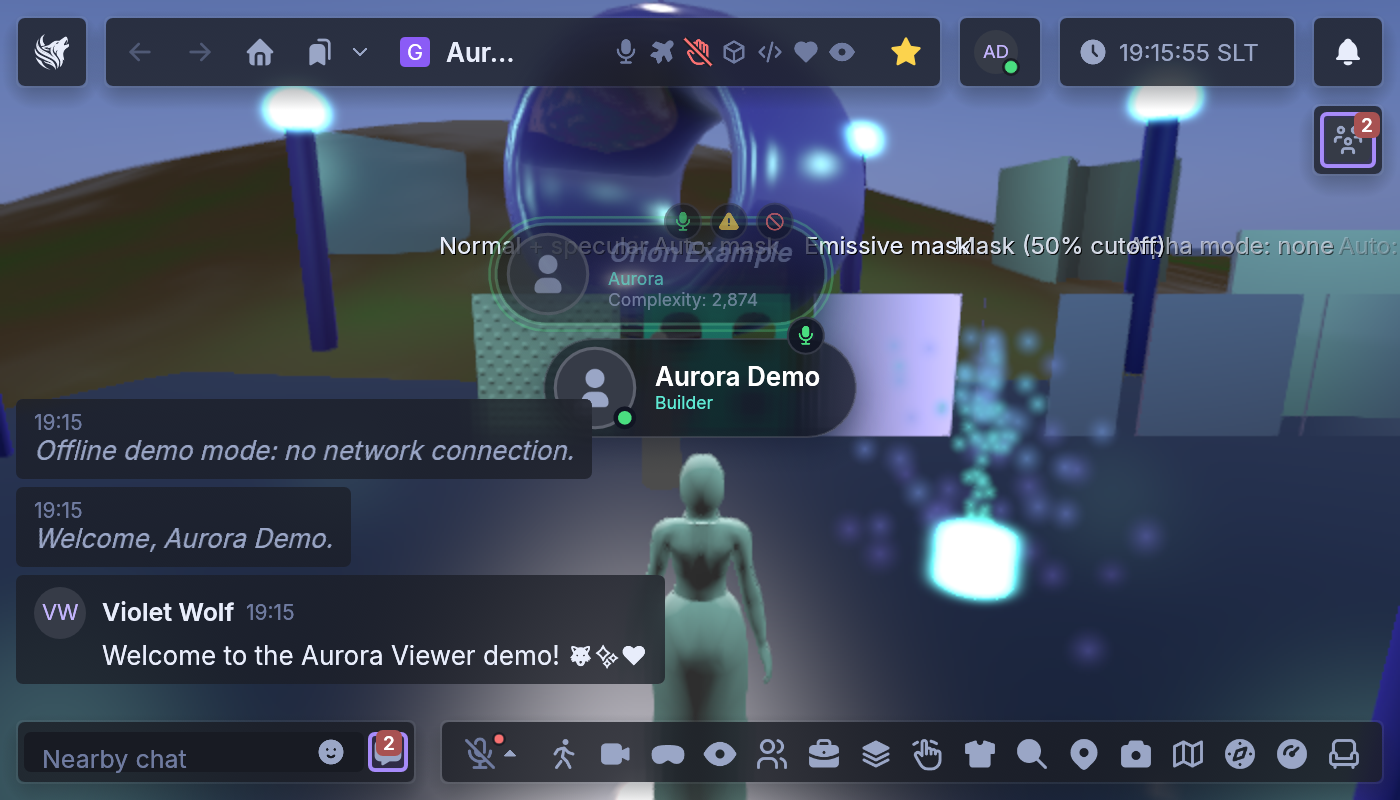 G Aur...
AD
19:15:55 SLT
2
Normal + specular
Auto: mask
Emissive mask
Mask (50% cutoff)
Alpha mode: none
Auto:
Orion Example
Aurora
Complexity: 2,874
Aurora Demo
Builder
19:15
Offline demo mode: no network connection.
19:15
Welcome, Aurora Demo.
VW
Violet Wolf 19:15
Welcome to the Aurora Viewer demo!
Nearby chat
2